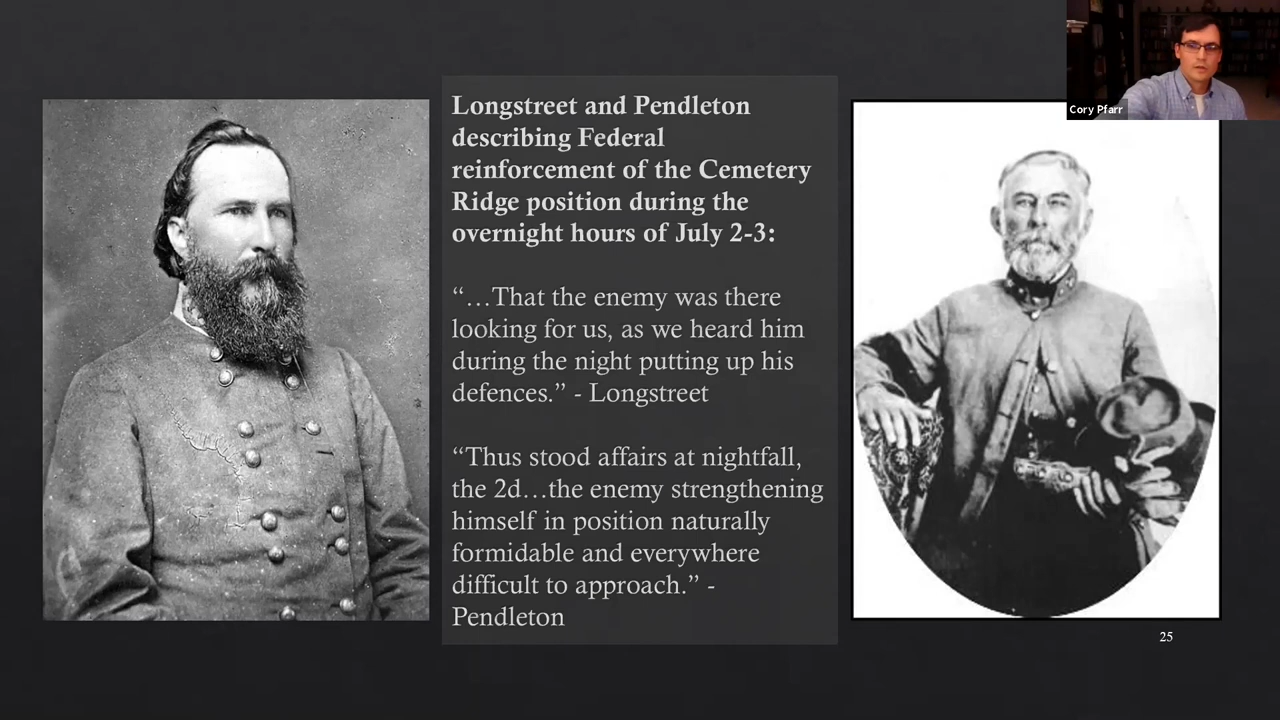 Cory Pfarr
Longstreet and Pendleton
describing Federal
reinforcement of the Cemetery
Ridge position during the
overnight hours of July 2-3:
“…That the enemy was there
looking for us, as we heard him
during the night putting up his
defences.” - Longstreet
“Thus stood affairs at nightfall,
the 2d…the enemy strengthening
himself in position naturally
formidable and everywhere
difficult to approach.” -
Pendleton
25